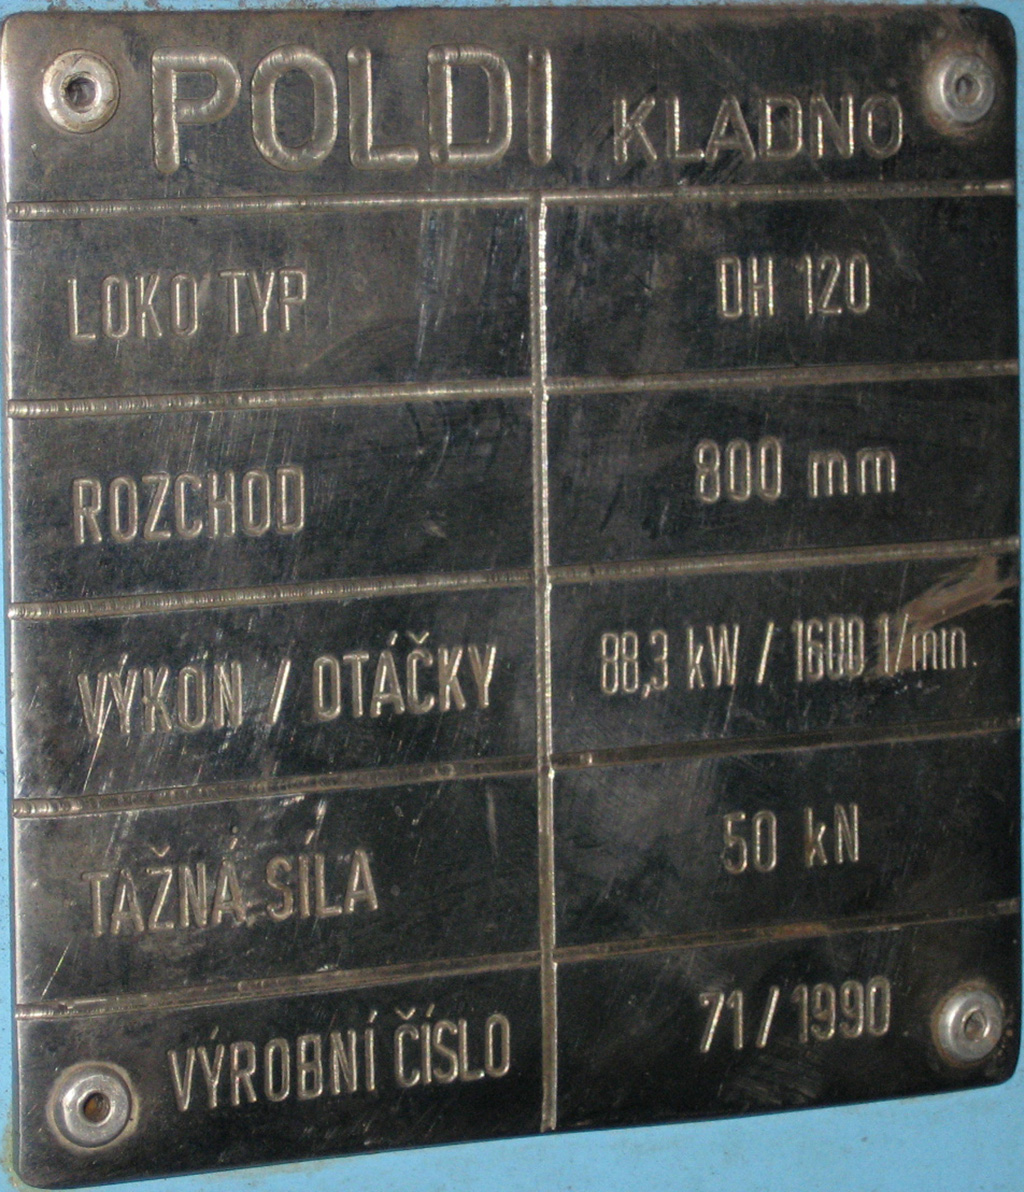 POLDI KLADNO
LOKO TYP DH 120
ROZCHOD 800 mm
VÝKON / OTÁČKY 88,3 kW / 1600 1/min.
TAŽNÁ SÍLA 50 kN
VÝROBNÍ ČÍSLO 71/1990